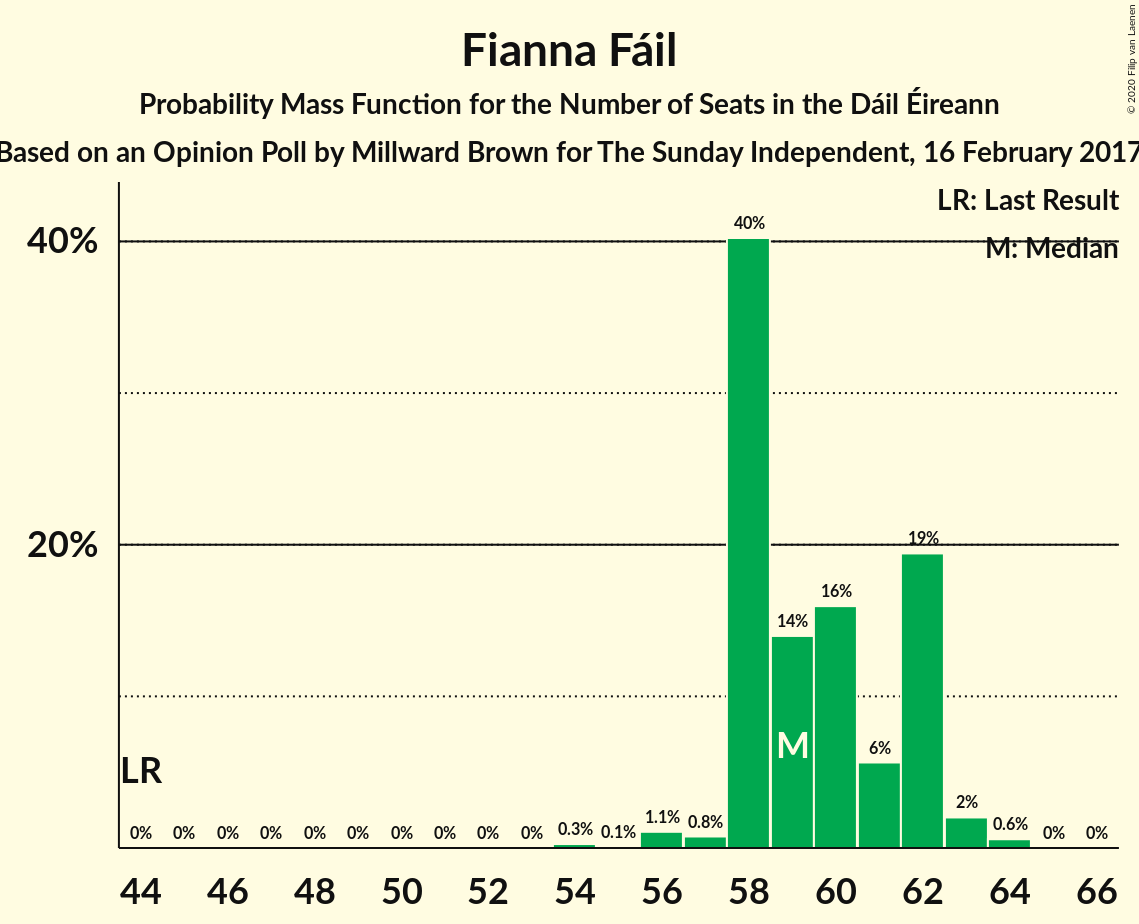 Fianna Fáil
Probability Mass Function for the Number of Seats in the Dáil Éireann
Based on an Opinion Poll by Millward Brown for The Sunday Independent, 16 February 2017
© 2020 Filip van Laenen
LR: Last Result
M: Median
40%
20%
40%
14%
16%
6%
19%
2%
0.6%
0% 0%
M
LR
0% 0% 0% 0% 0% 0% 0% 0% 0% 0% 0.3% 0.1% 1.1% 0.8%
44 46 48 50 52 54 56 58 60 62 64 66